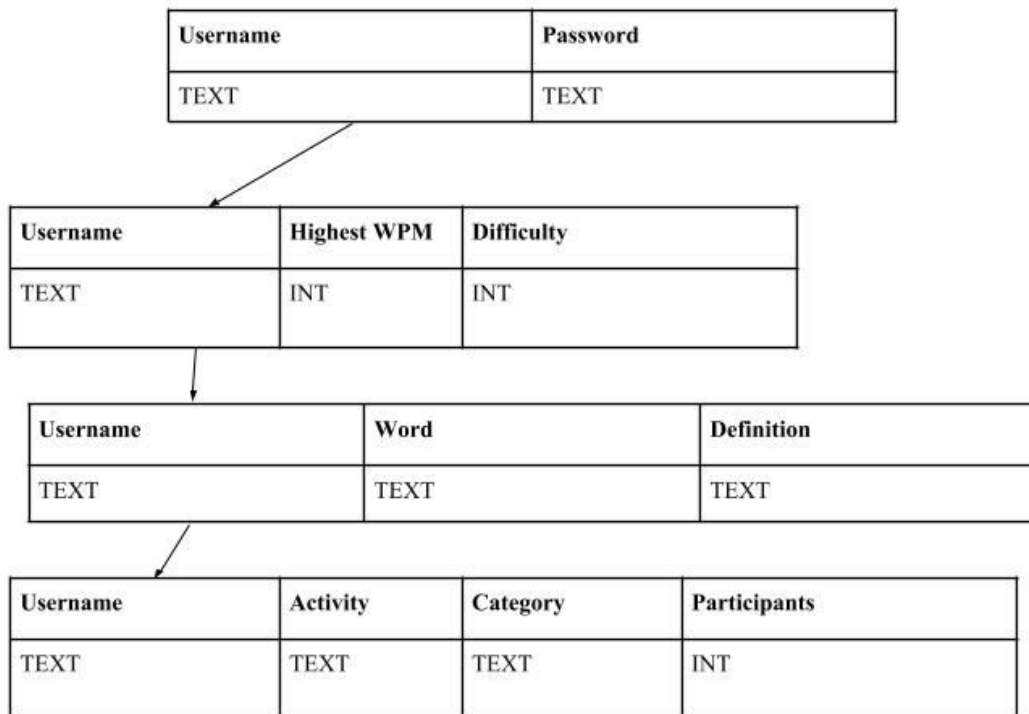 Username Password
TEXT TEXT
Username Highest WPM Difficulty
TEXT INT INT
Username Word Definition
TEXT TEXT TEXT
Username Activity Category Participants
TEXT TEXT TEXT INT